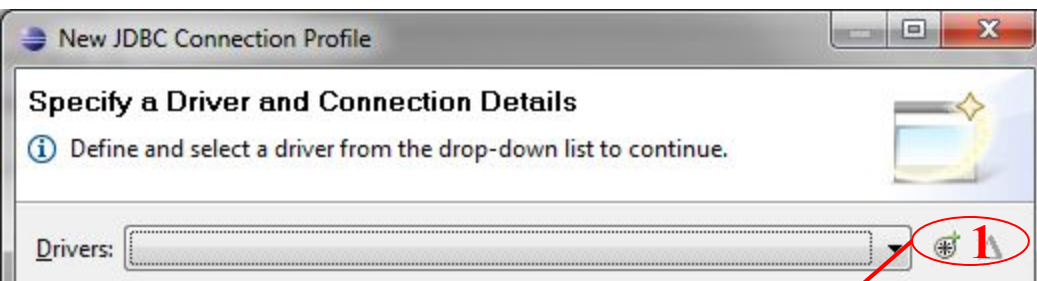 New JDBC Connection Profile
Specify a Driver and Connection Details
Define and select a driver from the drop-down list to continue.
Drivers: 1